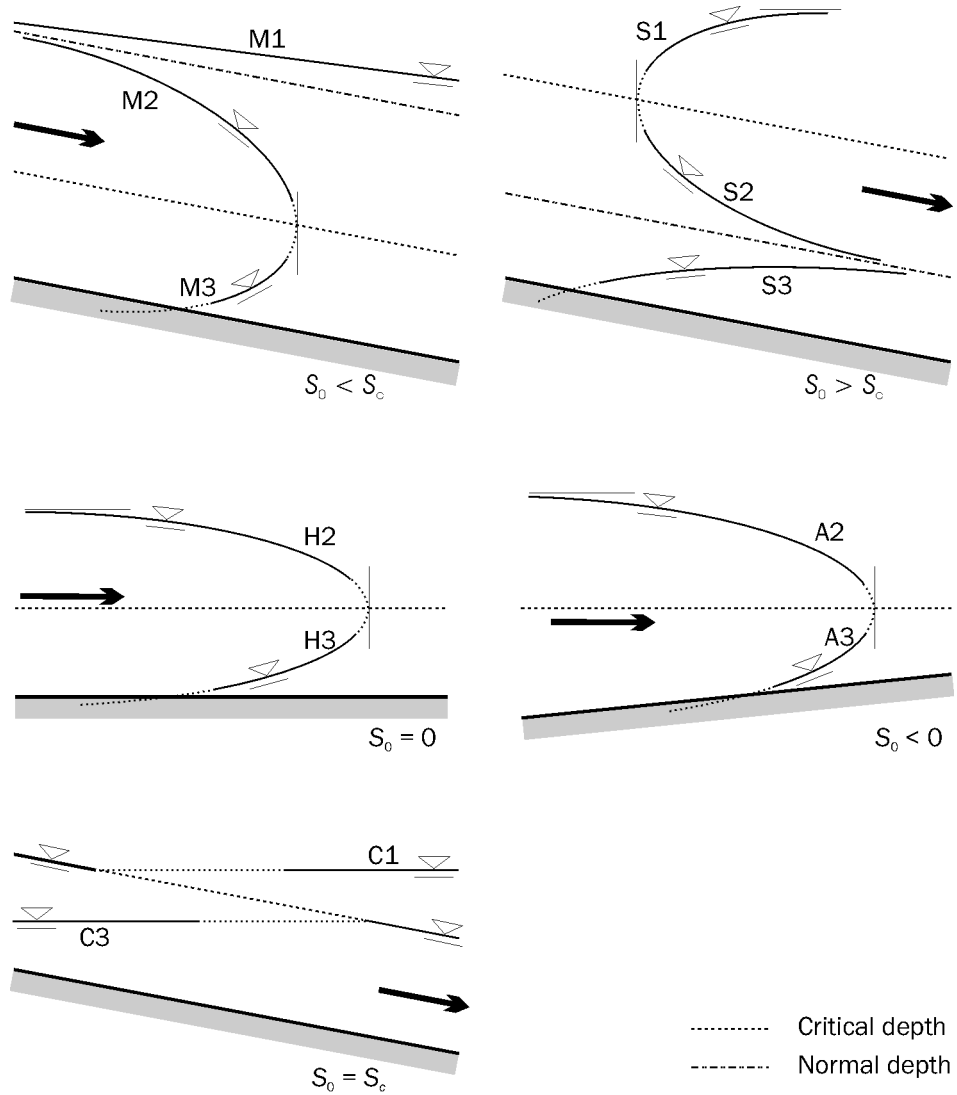 M1
M2
M3
S₀ < S꜀
S1
S2
S3
S₀ > S꜀
H2
H3
S₀ = 0
A2
A3
S₀ < 0
C1
C3
S₀ = S꜀
Critical depth
Normal depth